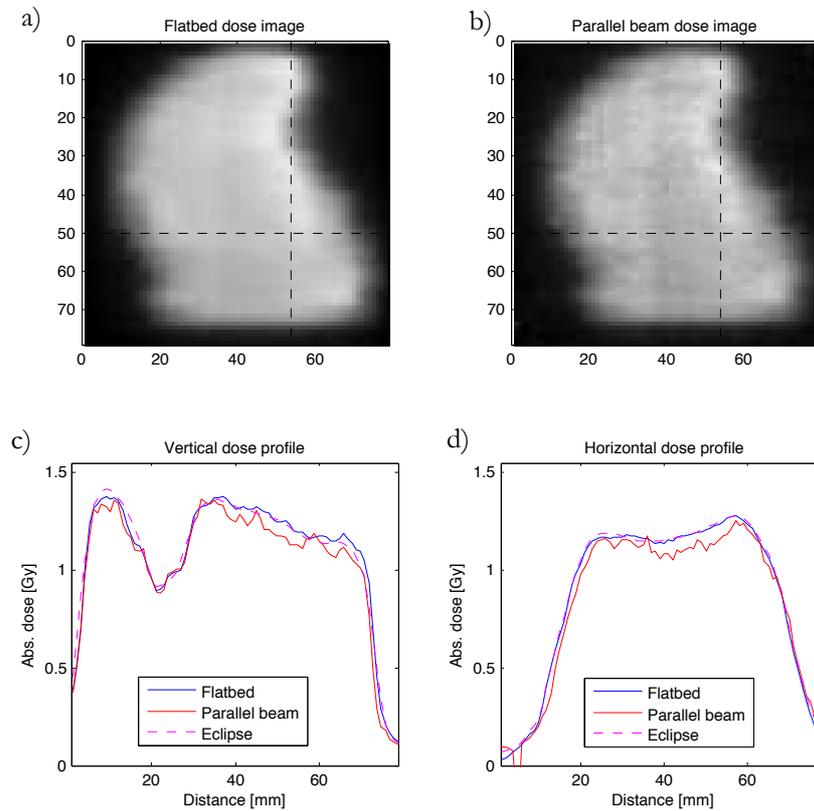 a)
Flatbed dose image
0
10
20
30
40
50
60
70
0 20 40 60
b)
Parallel beam dose image
0
10
20
30
40
50
60
70
0 20 40 60
c)
Vertical dose profile
1.5
1
0.5
0
Abs. dose [Gy]
Flatbed
Parallel beam
Eclipse
20 40 60
Distance [mm]
d)
Horizontal dose profile
1.5
1
0.5
0
Abs. dose [Gy]
Flatbed
Parallel beam
Eclipse
20 40 60
Distance [mm]